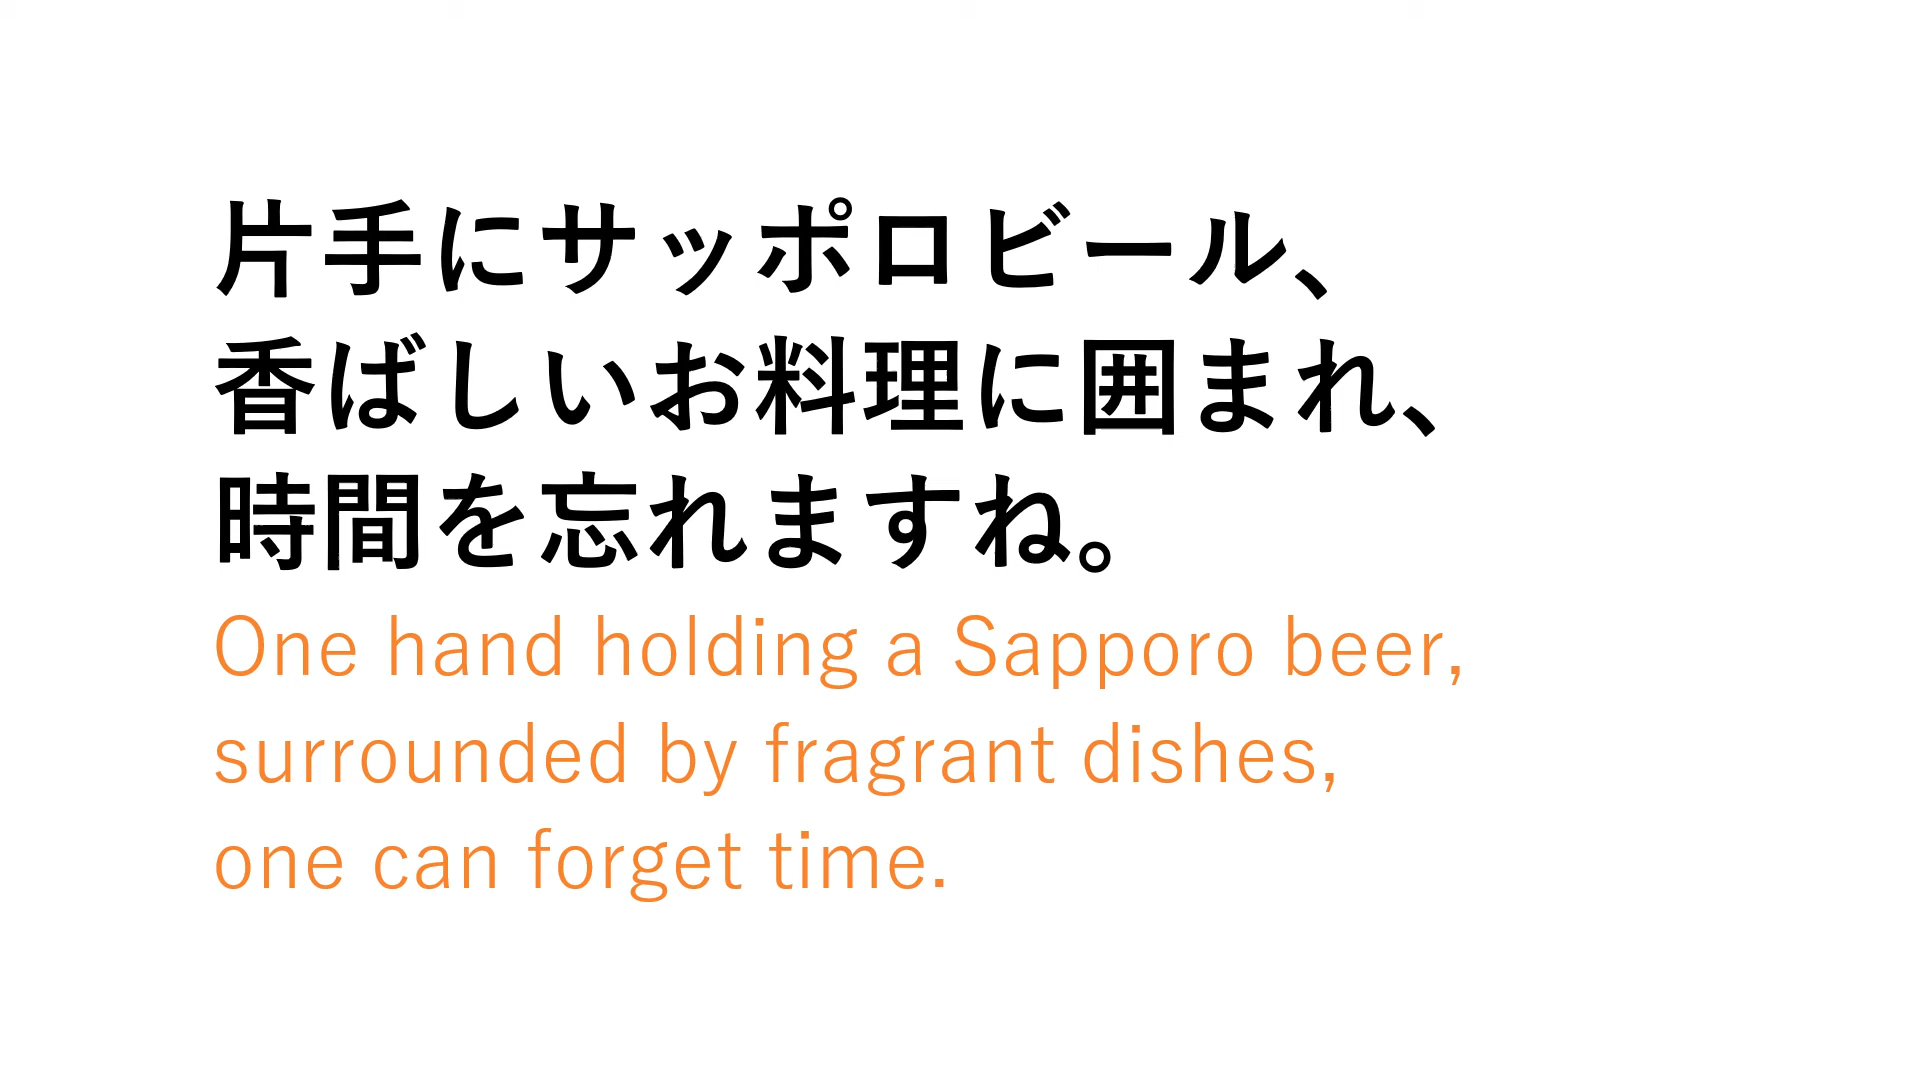 片手にサッポロビール、
香ばしいお料理に囲まれ、
時間を忘れますね。
One hand holding a Sapporo beer,
surrounded by fragrant dishes,
one can forget time.